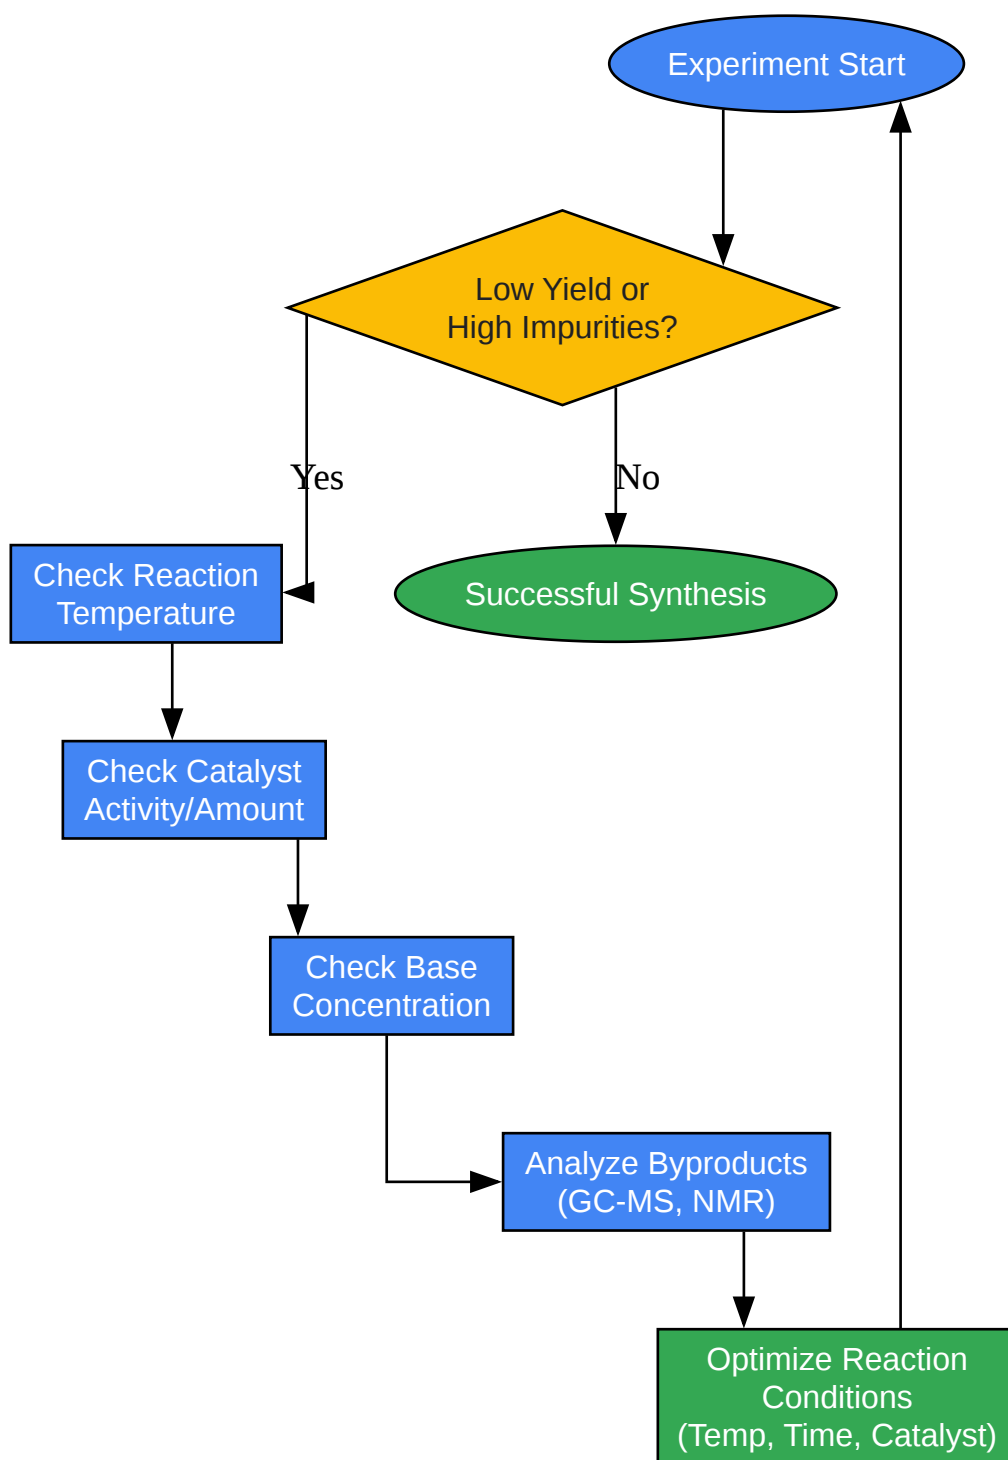 Experiment Start
Low Yield or
High Impurities?
Yes
No
Check Reaction
Temperature
Successful Synthesis
Check Catalyst
Activity/Amount
Check Base
Concentration
Analyze Byproducts
(GC-MS, NMR)
Optimize Reaction
Conditions
(Temp, Time, Catalyst)